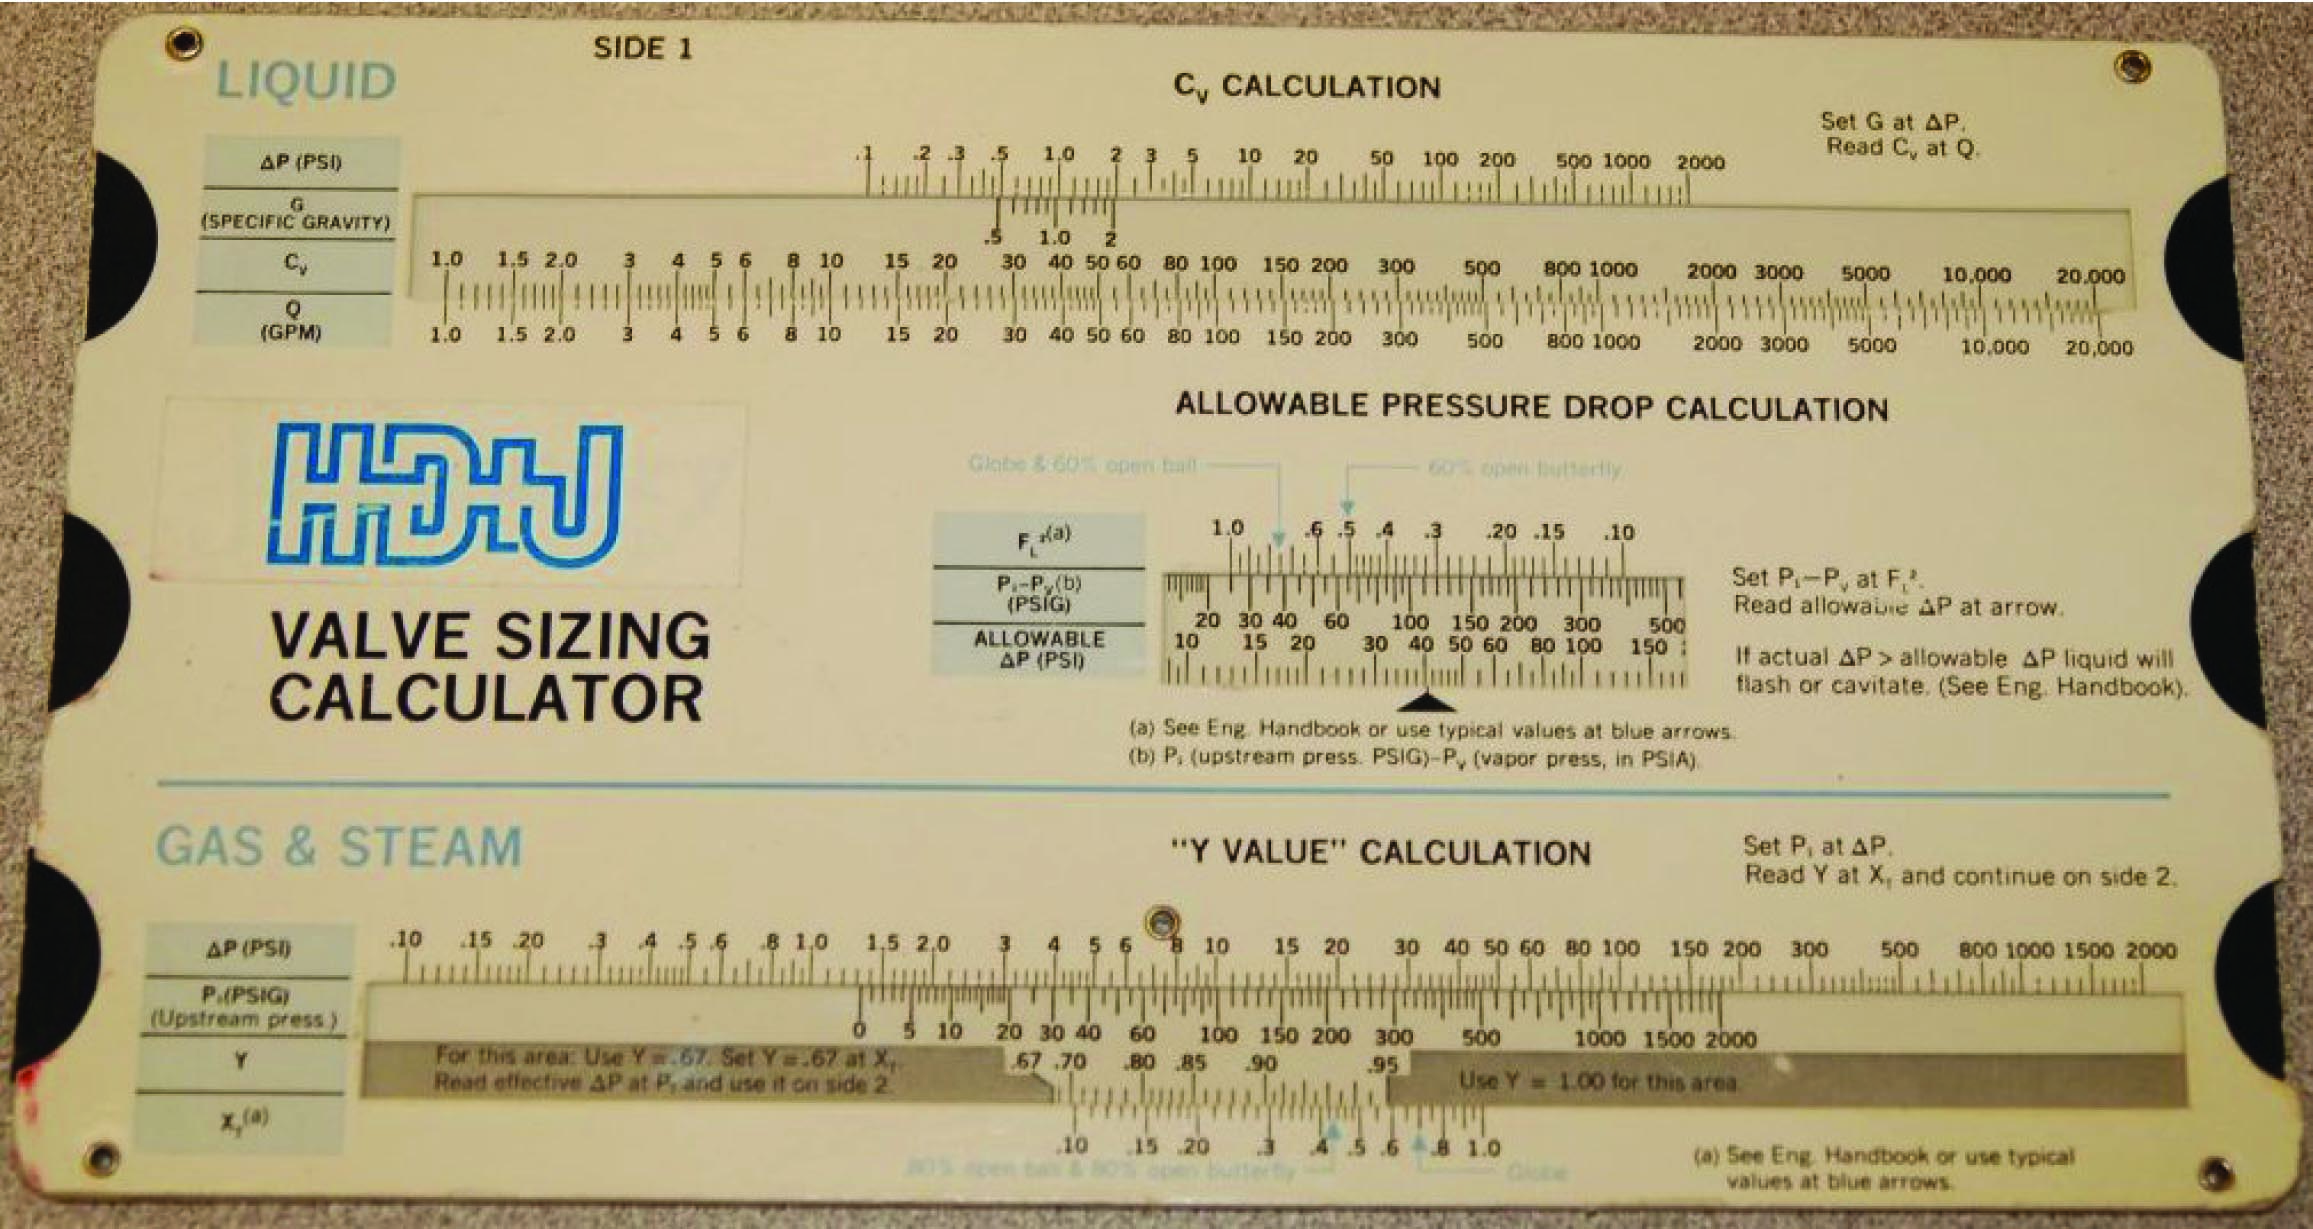 SIDE 1
LIQUID
Cv CALCULATION
Set G at ΔP.
Read Cv at Q.
ΔP (PSI)
.1 .2 .3 .5 1.0 2 3 5 10 20 50 100 200 500 1000 2000
G
(SPECIFIC GRAVITY)
.5 1.0 2
Cv
1.0 1.5 2.0 3 4 5 6 8 10 15 20 30 40 50 60 80 100 150 200 300 500 800 1000 2000 3000 5000 10,000 20,000
Q
(GPM)
1.0 1.5 2.0 3 4 5 6 8 10 15 20 30 40 50 60 80 100 150 200 300 500 800 1000 2000 3000 5000 10,000 20,000
HD+J
VALVE SIZING
CALCULATOR
ALLOWABLE PRESSURE DROP CALCULATION
Globe & 60% open ball
60% open butterfly
FL²(a)
1.0 .6 .5 .4 .3 .20 .15 .10
P₁-Pv(b)
(PSIG)
20 30 40 60 100 150 200 300 500
ALLOWABLE
ΔP (PSI)
10 15 20 30 40 50 60 80 100 150
Set P₁-Pv at FL².
Read allowable ΔP at arrow.
If actual ΔP > allowable ΔP liquid will
flash or cavitate. (See Eng. Handbook).
(a) See Eng. Handbook or use typical values at blue arrows.
(b) P₁ (upstream press. PSIG)-Pv (vapor press, in PSIA).
GAS & STEAM
"Y VALUE" CALCULATION
Set P₁ at ΔP.
Read Y at XT and continue on side 2.
ΔP (PSI)
.10 .15 .20 .3 .4 .5 .6 .8 1.0 1.5 2.0 3 4 5 6 8 10 15 20 30 40 50 60 80 100 150 200 300 500 800 1000 1500 2000
P₁(PSIG)
(Upstream press.)
0 5 10 20 30 40 60 100 150 200 300 500 1000 1500 2000
Y
For this area: Use Y = .67. Set Y = .67 at XT.
Read effective ΔP at P₁ and use it on side 2.
.67 .70 .80 .85 .90 .95
Use Y = 1.00 for this area.
XT(a)
.10 .15 .20 .3 .4 .5 .6 .8 1.0
80% open ball & 80% open butterfly
Globe
(a) See Eng. Handbook or use typical
values at blue arrows.